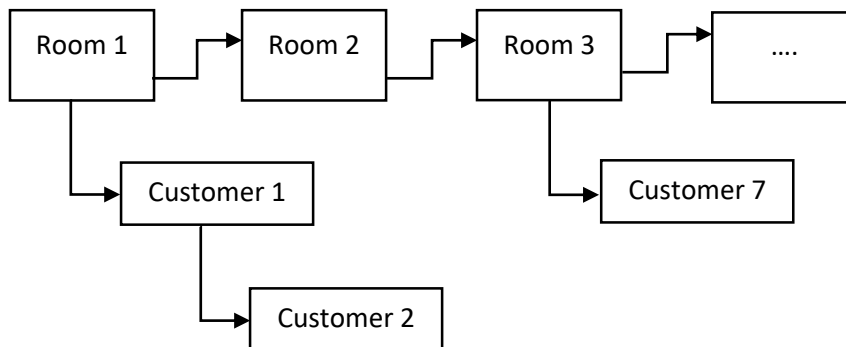 Room 1
Room 2
Room 3
....
Customer 1
Customer 7
Customer 2